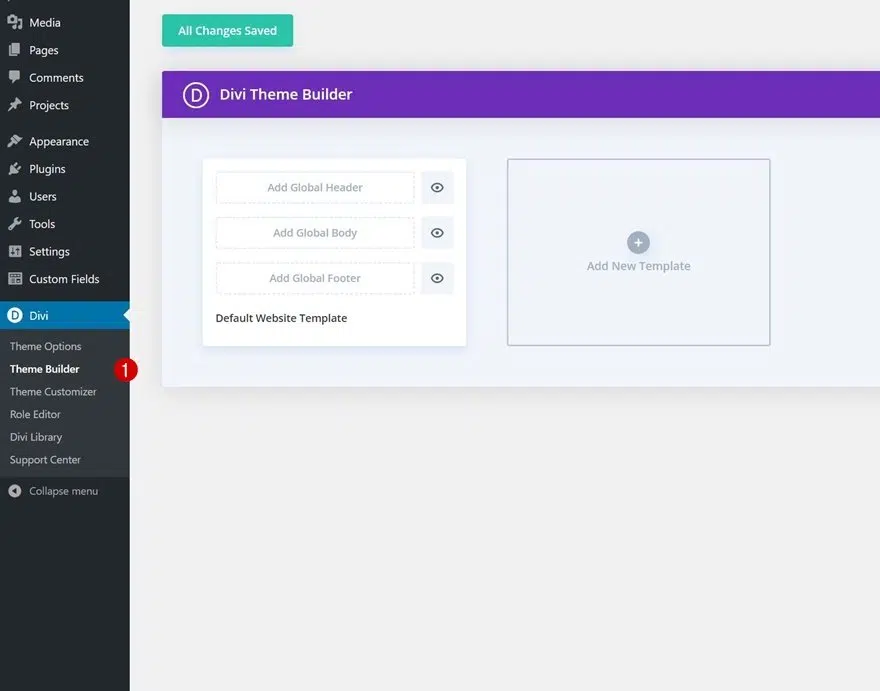 Media
Pages
Comments
Projects
Appearance
Plugins
Users
Tools
Settings
Custom Fields
D Divi
Theme Options
Theme Builder 1
Theme Customizer
Role Editor
Divi Library
Support Center
Collapse menu
All Changes Saved
D Divi Theme Builder
Add Global Header
Add Global Body
Add Global Footer
Default Website Template
+
Add New Template